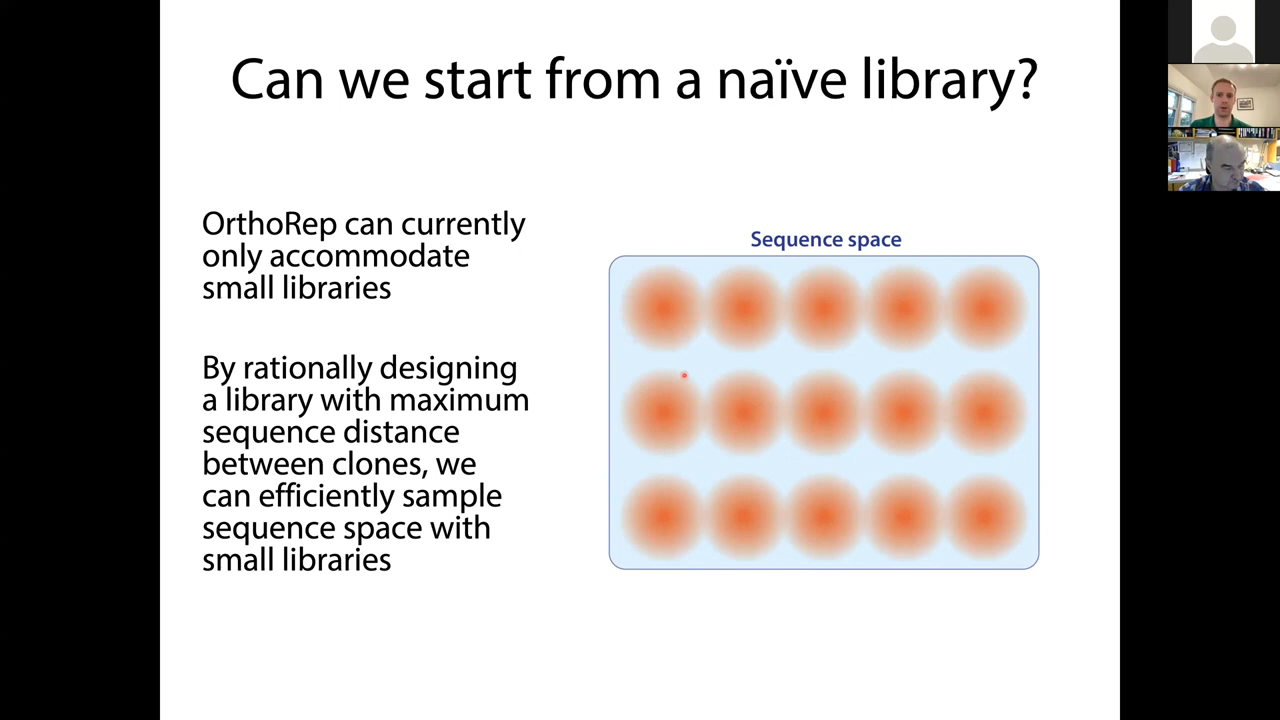 Can we start from a naïve library?
OrthoRep can currently
only accommodate
small libraries
By rationally designing
a library with maximum
sequence distance
between clones, we
can efficiently sample
sequence space with
small libraries
Sequence space